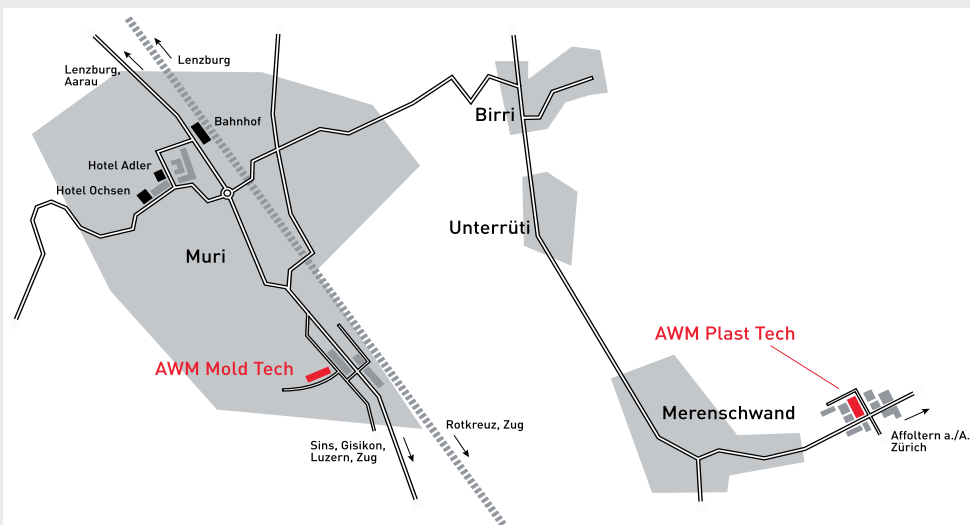 Lenzburg
Lenzburg,
Aarau
Bahnhof
Birri
Hotel Adler
Hotel Ochsen
Unterrüti
Muri
AWM Plast Tech
AWM Mold Tech
Merenschwand
Rotkreuz, Zug
Affoltern a./A.
Zürich
Sins, Gisikon,
Luzern, Zug